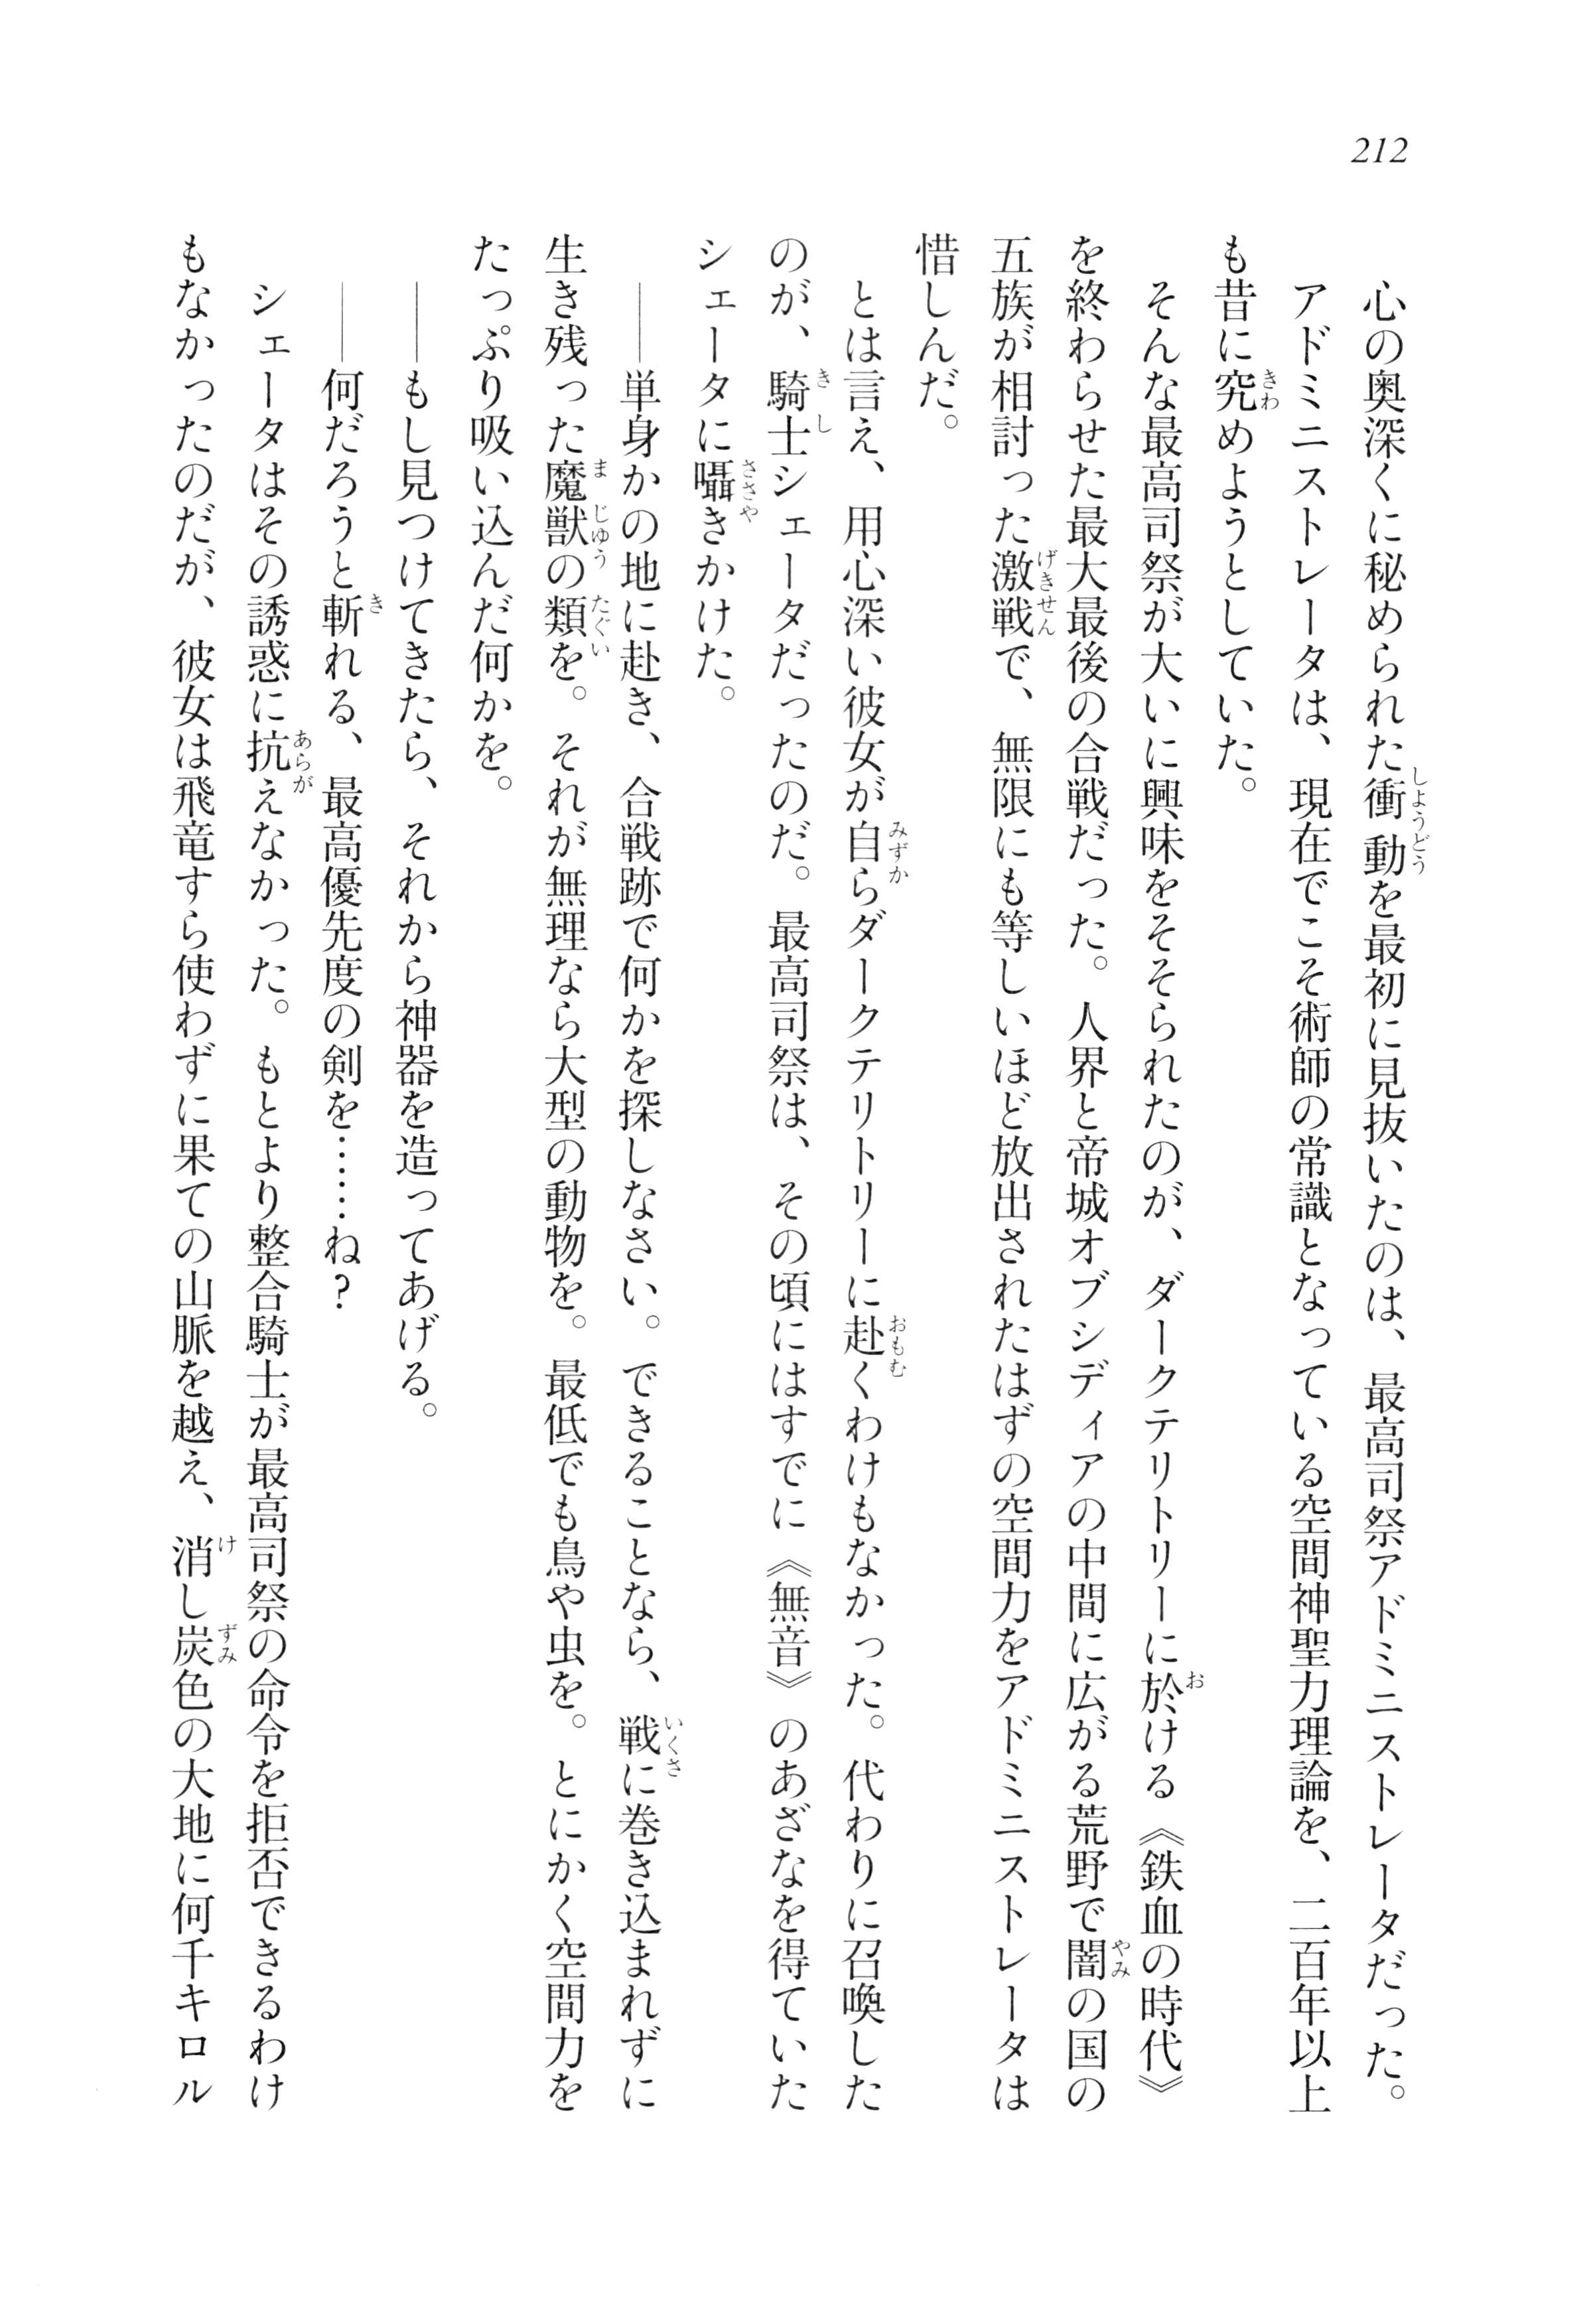 212
心の奥深くに秘められた衝動を最初に見抜いたのは、最高司祭アドミニストレータだった。
アドミニストレータは、現在でこそ術師の常識となっている空間神聖力理論を、二百年以上
も昔に究めようとしていた。
そんな最高司祭が大いに興味をそそられたのが、ダークテリトリーに於ける《鉄血の時代》
を終わらせた最大最後の合戦だった。人界と帝城オブシディアの中間に広がる荒野で闇の国の
五族が相討った激戦で、無限にも等しいほど放出されたはずの空間力をアドミニストレータは
惜しんだ。
とは言え、用心深い彼女が自らダークテリトリーに赴くわけもなかった。代わりに召喚した
のが、騎士シェータだったのだ。最高司祭は、その頃にはすでに《無音》のあざなを得ていた
シェータに囁きかけた。
――単身かの地に赴き、合戦跡で何かを探しなさい。できることなら、戦に巻き込まれずに
生き残った魔獣の類を。それが無理なら大型の動物を。最低でも鳥や虫を。とにかく空間力を
たっぷり吸い込んだ何かを。
――もし見つけてきたら、それから神器を造ってあげる。
――何だろうと斬れる、最高優先度の剣を……ね?
シェータはその誘惑に抗えなかった。もとより整合騎士が最高司祭の命令を拒否できるわけ
もなかったのだが、彼女は飛竜すら使わずに果ての山脈を越え、消し炭色の大地に何千キロル